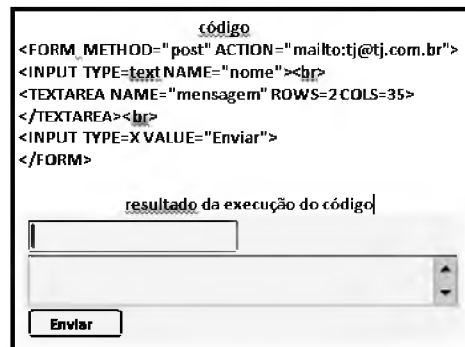 código
<FORM METHOD="post" ACTION="mailto:tj@tj.com.br">
<INPUT TYPE=text NAME="nome"><br>
<TEXTAREA NAME="mensagem" ROWS=2 COLS=35>
</TEXTAREA><br>
<INPUT TYPE=X VALUE="Enviar">
</FORM>
resultado da execução do código
Enviar